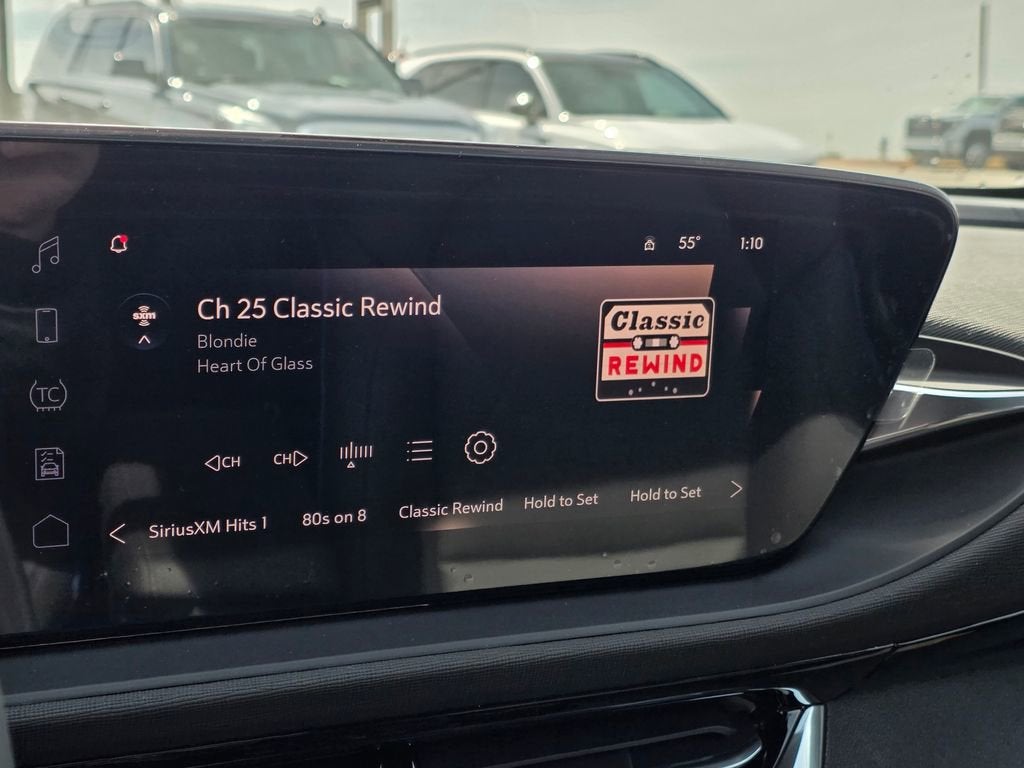 55° 1:10
sxm
Ch 25 Classic Rewind
Blondie
Heart Of Glass
Classic
REWIND
TC
CH CH
SiriusXM Hits 1 80s on 8 Classic Rewind Hold to Set Hold to Set